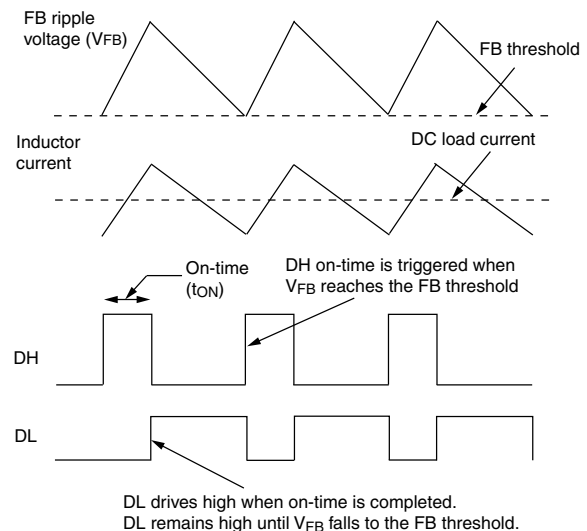 FB ripple
voltage (VFB)
FB threshold
Inductor
current
DC load current
On-time
(tON)
DH on-time is triggered when
VFB reaches the FB threshold
DH
DL
DL drives high when on-time is completed.
DL remains high until VFB falls to the FB threshold.